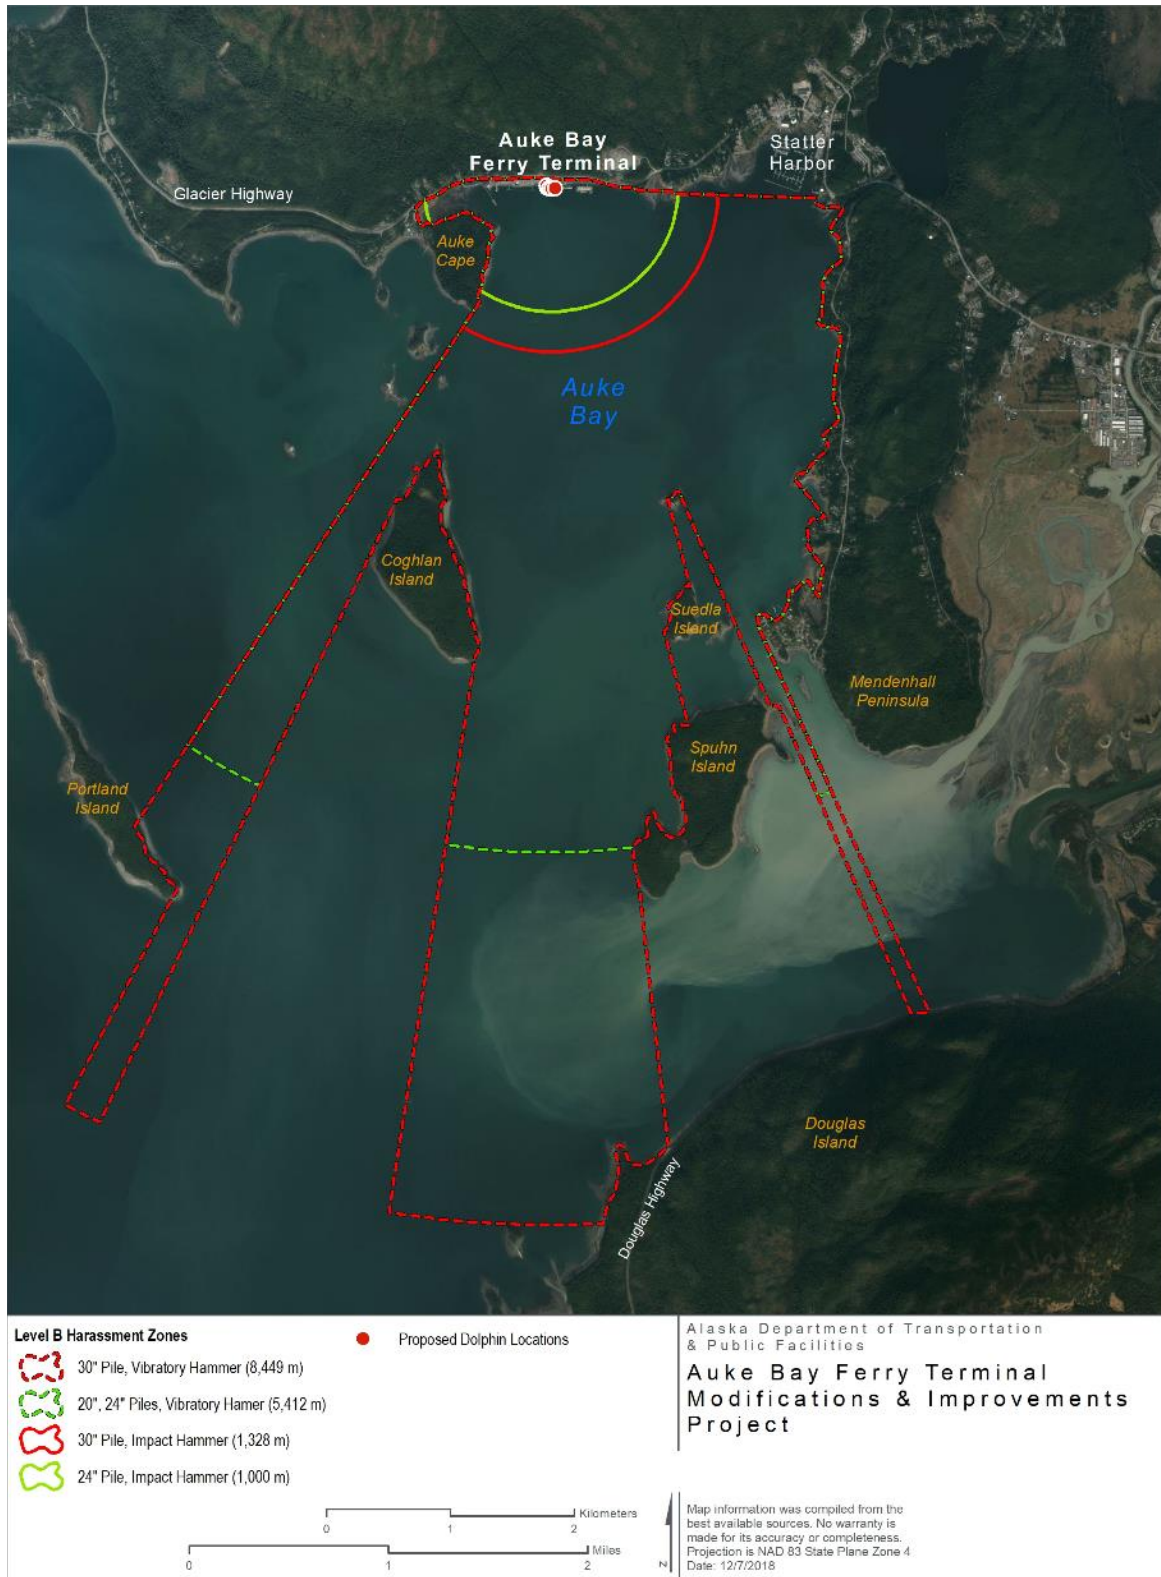 Auke Bay
Ferry Terminal
Statter
Harbor
Glacier Highway
Auke
Cape
Auke
Bay
Coghlan
Island
Suedla
Island
Mendenhall
Peninsula
Spuhn
Island
Portland
Island
Douglas
Island
Douglas Highway
Level B Harassment Zones
30" Pile, Vibratory Hammer (8,449 m)
20", 24" Piles, Vibratory Hamer (5,412 m)
30" Pile, Impact Hammer (1,328 m)
24" Pile, Impact Hammer (1,000 m)
Proposed Dolphin Locations
Kilometers
0 1 2
Miles
0 1 2
Alaska Department of Transportation
& Public Facilities
Auke Bay Ferry Terminal
Modifications & Improvements
Project
N
Map information was compiled from the
best available sources. No warranty is
made for its accuracy or completeness.
Projection is NAD 83 State Plane Zone 4
Date: 12/7/2018